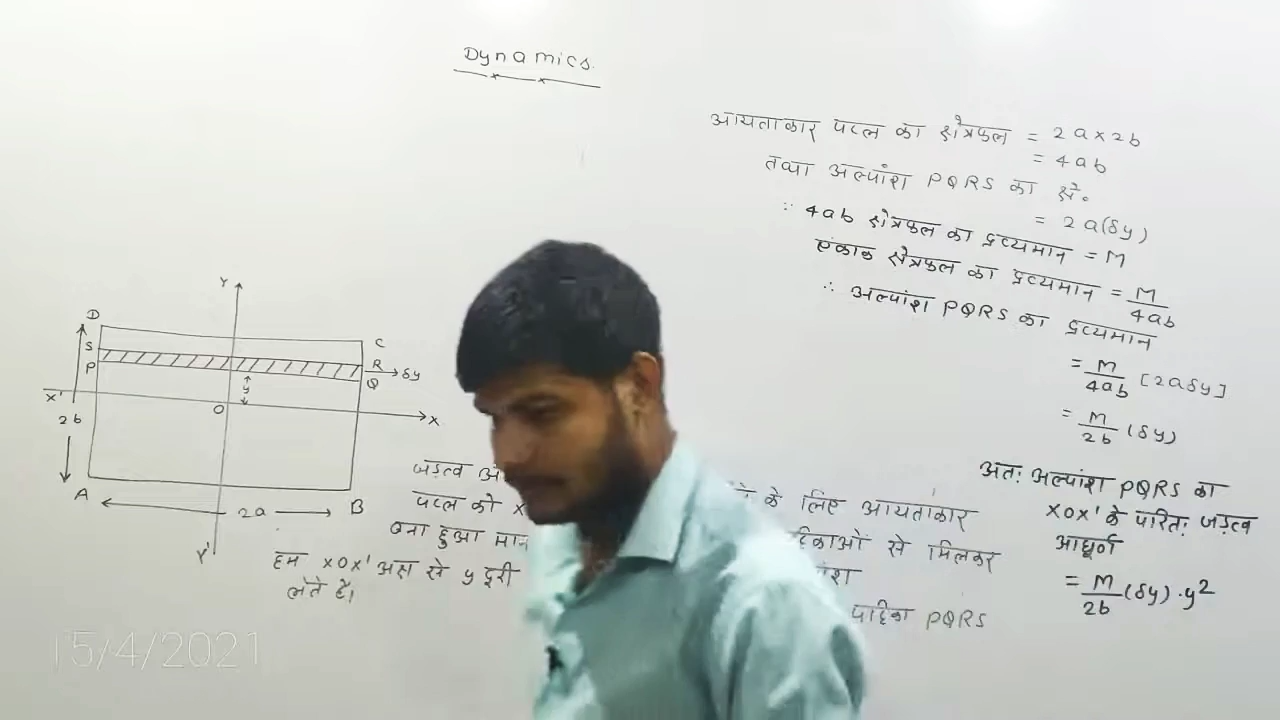 Dynamics.
आयताकार पटल का क्षेत्रफल = 2a×2b
= 4ab
तथा अल्पांश PQRS का क्षे.
= 2a(δy)
∵ 4ab क्षेत्रफल का द्रव्यमान = M
एकांक क्षेत्रफल का द्रव्यमान = M/4ab
∴ अल्पांश PQRS का द्रव्यमान
= M/4ab [2aδy]
= M/2b (δy)
अतः अल्पांश PQRS का
XOX' के परितः जड़त्व
आघूर्ण
= M/2b (δy)·y²
Y
D
C
S
R
P
Q
δy
y
X'
O
X
2b
A
2a
B
Y'
जड़त्व
के लिए आयताकार
पटल को
बना हुआ मान
से मिलकर
हम XOX' अक्ष से y दूरी
पट्टिका PQRS
लेते हैं।
15/4/2021